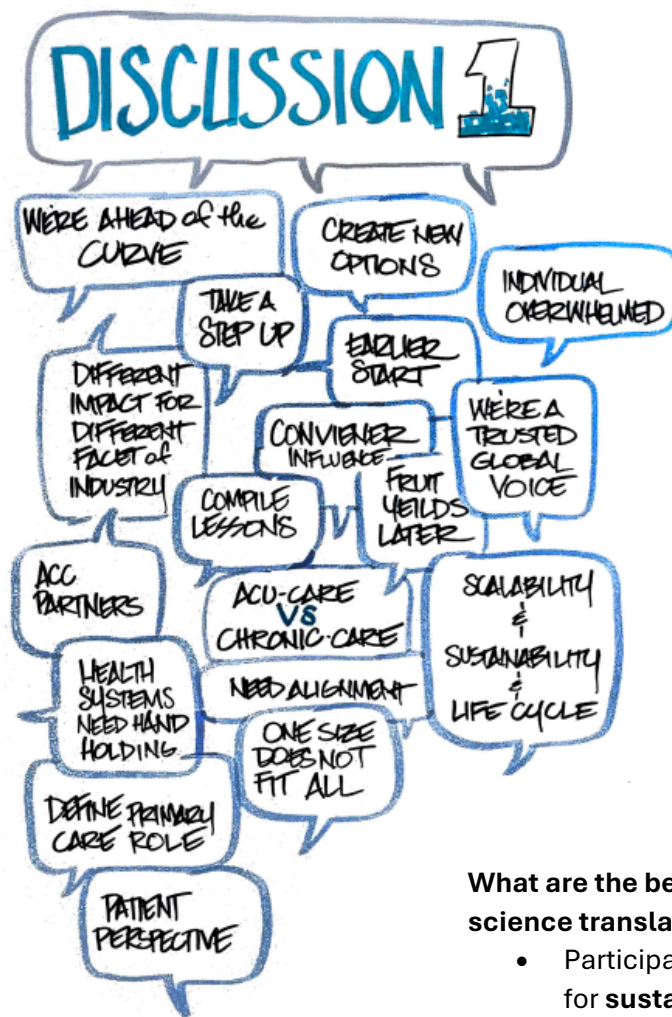 DISCUSSION 1
WE'RE AHEAD of the
CURVE
CREATE NEW
OPTIONS
INDIVIDUAL
OVERWHELMED
TAKE A
STEP UP
EARLIER
START
DIFFERENT
IMPACT FOR
DIFFERENT
FACET of
INDUSTRY
CONVIENER
INFLUENCE
WE'RE A
TRUSTED
GLOBAL
VOICE
COMPILE
LESSONS
FRUIT
YEILDS
LATER
ACC
PARTNERS
ACU-CARE
VS
CHRONIC-CARE
SCALABILITY
&
SUSTAINABILITY
&
LIFE CYCLE
HEALTH
SYSTEMS
NEED HAND
HOLDING
NEED ALIGNMENT
ONE SIZE
DOES NOT
FIT ALL
DEFINE PRIMARY
CARE ROLE
PATIENT
PERSPECTIVE
What are the be
science transla
• Participa
for susta